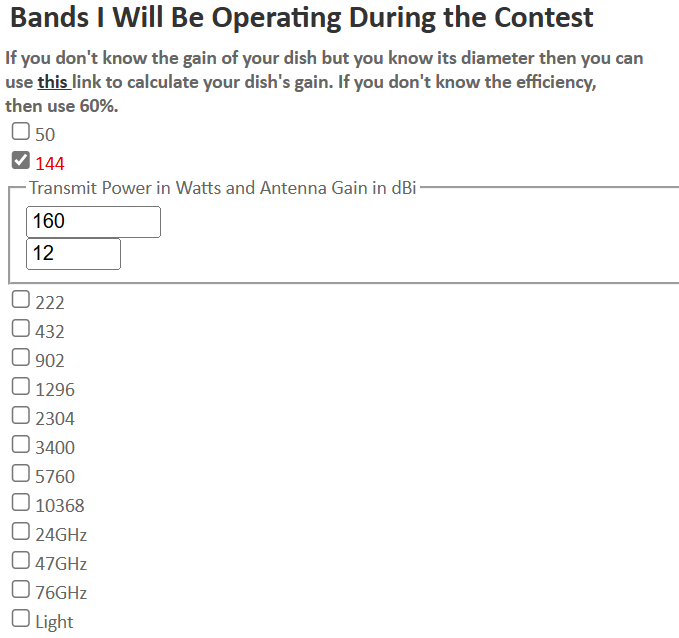 Bands I Will Be Operating During the Contest
If you don't know the gain of your dish but you know its diameter then you can
use this link to calculate your dish's gain. If you don't know the efficiency,
then use 60%.
50
144
Transmit Power in Watts and Antenna Gain in dBi
160
12
222
432
902
1296
2304
3400
5760
10368
24GHz
47GHz
76GHz
Light